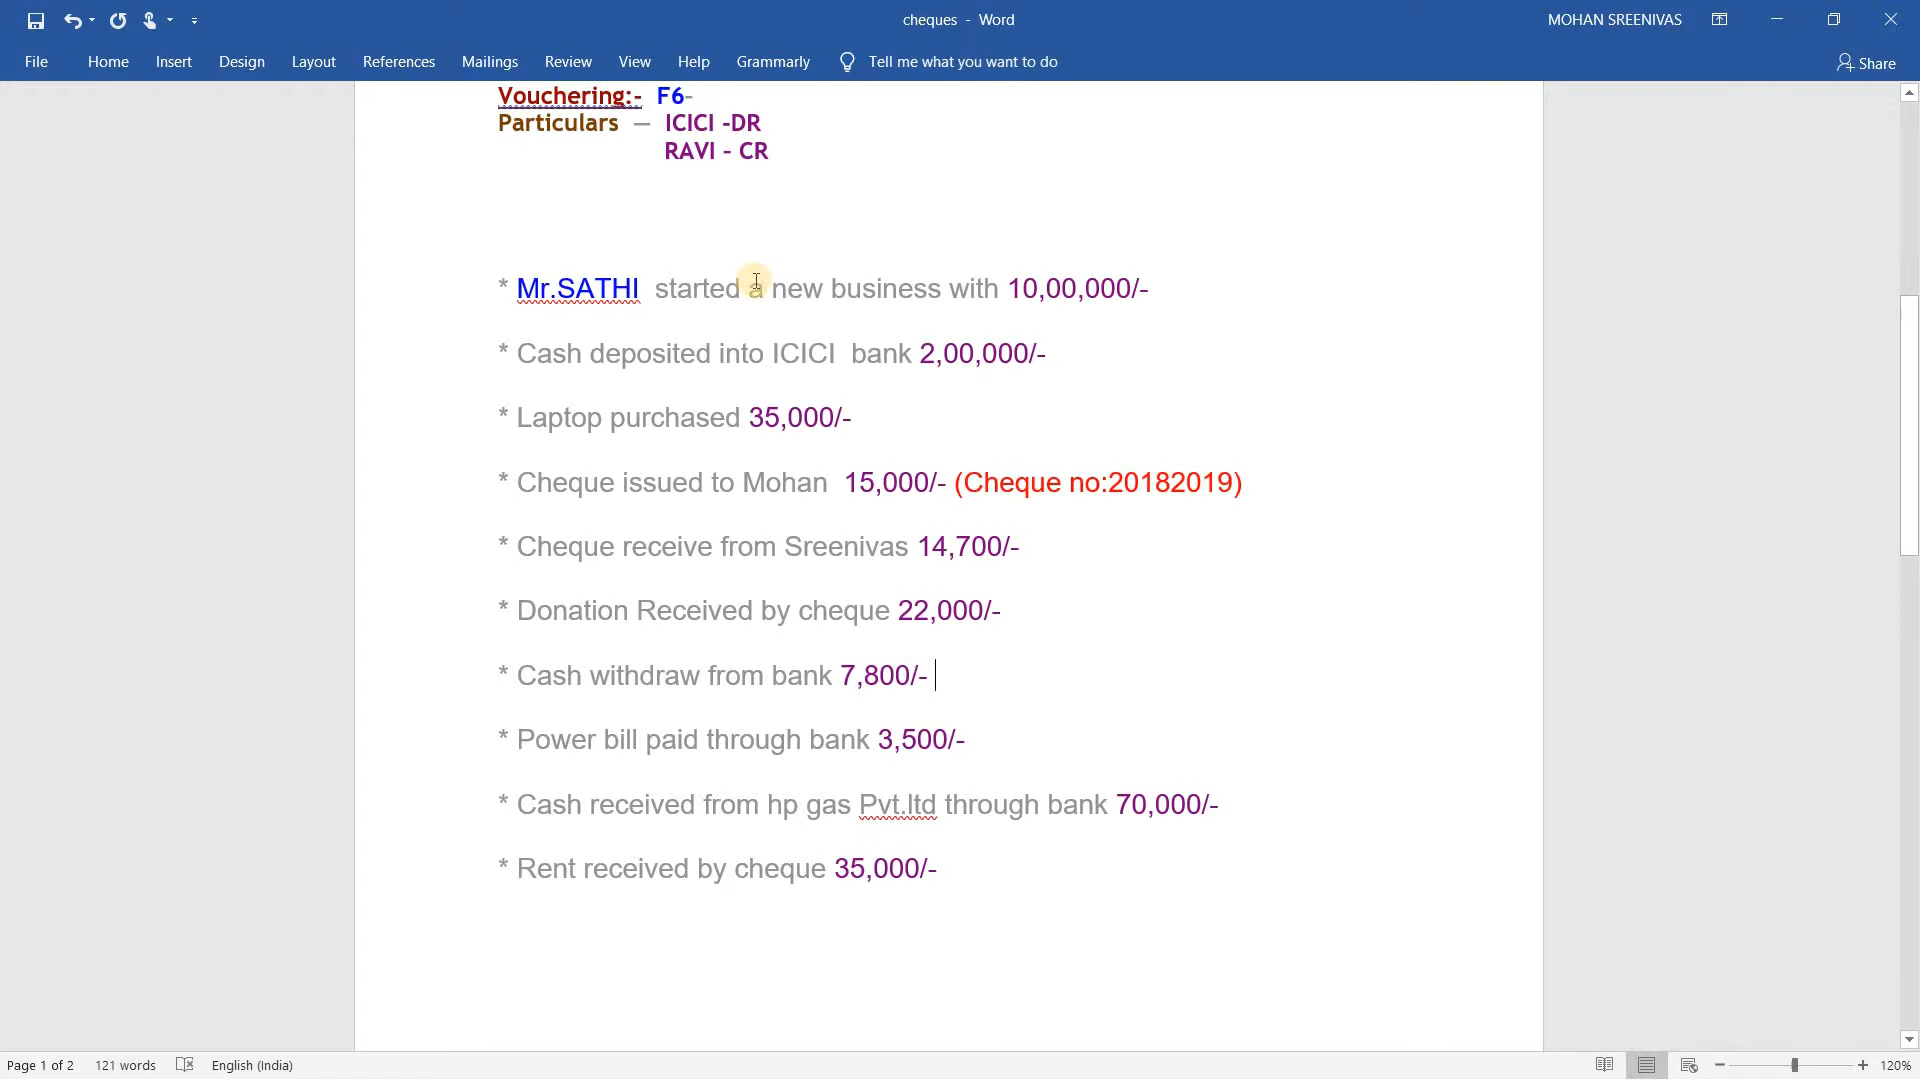 cheques - Word
MOHAN SREENIVAS
File Home Insert Design Layout References Mailings Review View Help Grammarly Tell me what you want to do Share
Vouchering:- F6-
Particulars – ICICI -DR
RAVI – CR
* Mr.SATHI started a new business with 10,00,000/-
* Cash deposited into ICICI bank 2,00,000/-
* Laptop purchased 35,000/-
* Cheque issued to Mohan 15,000/- (Cheque no:20182019)
* Cheque receive from Sreenivas 14,700/-
* Donation Received by cheque 22,000/-
* Cash withdraw from bank 7,800/-
* Power bill paid through bank 3,500/-
* Cash received from hp gas Pvt.ltd through bank 70,000/-
* Rent received by cheque 35,000/-
Page 1 of 2 121 words English (India) 120%